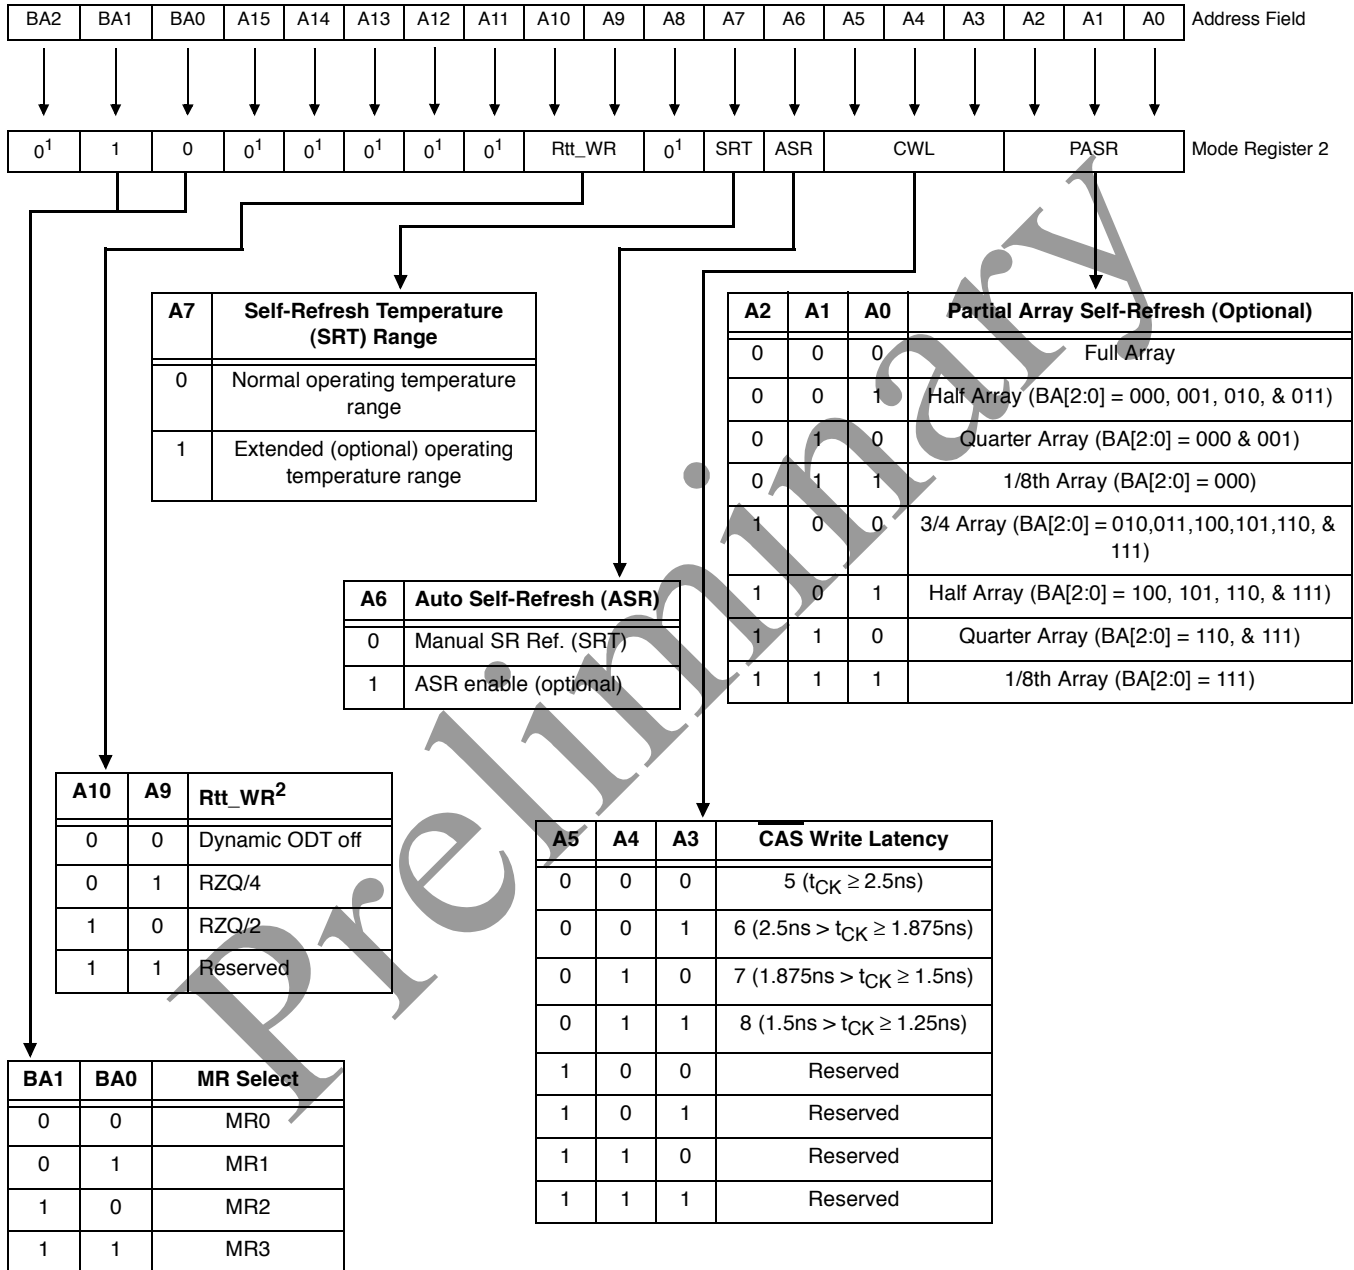 BA2 BA1 BA0 A15 A14 A13 A12 A11 A10 A9 A8 A7 A6 A5 A4 A3 A2 A1 A0 Address Field
0¹ 1 0 0¹ 0¹ 0¹ 0¹ 0¹ Rtt_WR 0¹ SRT ASR CWL PASR Mode Register 2
A7 Self-Refresh Temperature
(SRT) Range
0 Normal operating temperature
range
1 Extended (optional) operating
temperature range
A2 A1 A0 Partial Array Self-Refresh (Optional)
0 0 0 Full Array
0 0 1 Half Array (BA[2:0] = 000, 001, 010, & 011)
0 1 0 Quarter Array (BA[2:0] = 000 & 001)
0 1 1 1/8th Array (BA[2:0] = 000)
1 0 0 3/4 Array (BA[2:0] = 010,011,100,101,110, &
111)
1 0 1 Half Array (BA[2:0] = 100, 101, 110, & 111)
1 1 0 Quarter Array (BA[2:0] = 110, & 111)
1 1 1 1/8th Array (BA[2:0] = 111)
A6 Auto Self-Refresh (ASR)
0 Manual SR Ref. (SRT)
1 ASR enable (optional)
A10 A9 Rtt_WR²
0 0 Dynamic ODT off
0 1 RZQ/4
1 0 RZQ/2
1 1 Reserved
A5 A4 A3 C̅A̅S̅ Write Latency
0 0 0 5 (tCK ≥ 2.5ns)
0 0 1 6 (2.5ns > tCK ≥ 1.875ns)
0 1 0 7 (1.875ns > tCK ≥ 1.5ns)
0 1 1 8 (1.5ns > tCK ≥ 1.25ns)
1 0 0 Reserved
1 0 1 Reserved
1 1 0 Reserved
1 1 1 Reserved
BA1 BA0 MR Select
0 0 MR0
0 1 MR1
1 0 MR2
1 1 MR3
Preliminary